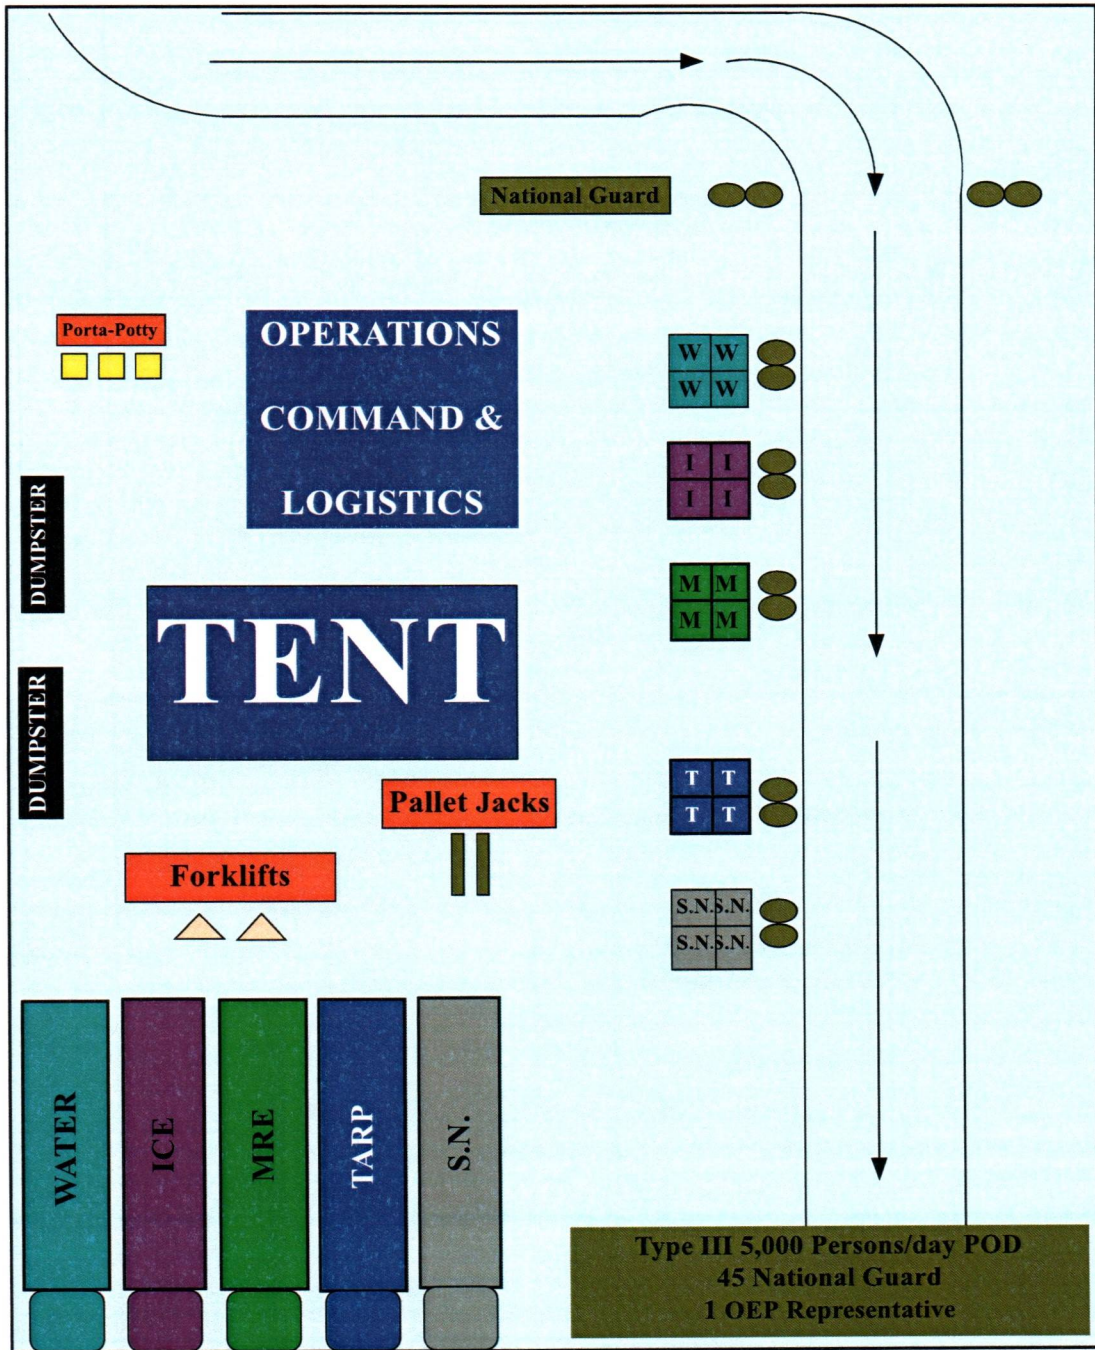 National Guard
Porta-Potty
OPERATIONS
COMMAND &
LOGISTICS
W W
W W
I I
I I
DUMPSTER
M M
M M
TENT
DUMPSTER
T T
T T
Pallet Jacks
Forklifts
S.N. S.N.
S.N. S.N.
WATER
ICE
MRE
TARP
S.N.
Type III 5,000 Persons/day POD
45 National Guard
1 OEP Representative